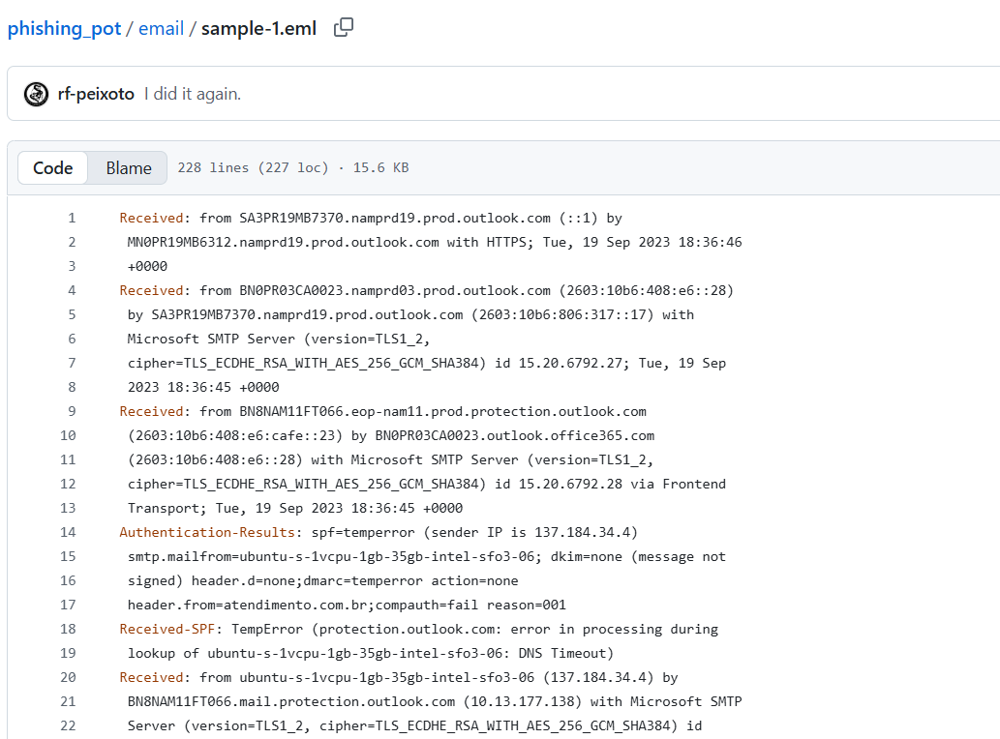 phishing_pot / email / sample-1.eml
rf-peixoto I did it again.
Code Blame 228 lines (227 loc) · 15.6 KB
1 Received: from SA3PR19MB7370.namprd19.prod.outlook.com (::1) by
2 MN0PR19MB6312.namprd19.prod.outlook.com with HTTPS; Tue, 19 Sep 2023 18:36:46
3 +0000
4 Received: from BN0PR03CA0023.namprd03.prod.outlook.com (2603:10b6:408:e6::28)
5 by SA3PR19MB7370.namprd19.prod.outlook.com (2603:10b6:806:317::17) with
6 Microsoft SMTP Server (version=TLS1_2,
7 cipher=TLS_ECDHE_RSA_WITH_AES_256_GCM_SHA384) id 15.20.6792.27; Tue, 19 Sep
8 2023 18:36:45 +0000
9 Received: from BN8NAM11FT066.eop-nam11.prod.protection.outlook.com
10 (2603:10b6:408:e6:cafe::23) by BN0PR03CA0023.outlook.office365.com
11 (2603:10b6:408:e6::28) with Microsoft SMTP Server (version=TLS1_2,
12 cipher=TLS_ECDHE_RSA_WITH_AES_256_GCM_SHA384) id 15.20.6792.28 via Frontend
13 Transport; Tue, 19 Sep 2023 18:36:45 +0000
14 Authentication-Results: spf=temperror (sender IP is 137.184.34.4)
15 smtp.mailfrom=ubuntu-s-1vcpu-1gb-35gb-intel-sfo3-06; dkim=none (message not
16 signed) header.d=none;dmarc=temperror action=none
17 header.from=atendimento.com.br;compauth=fail reason=001
18 Received-SPF: TempError (protection.outlook.com: error in processing during
19 lookup of ubuntu-s-1vcpu-1gb-35gb-intel-sfo3-06: DNS Timeout)
20 Received: from ubuntu-s-1vcpu-1gb-35gb-intel-sfo3-06 (137.184.34.4) by
21 BN8NAM11FT066.mail.protection.outlook.com (10.13.177.138) with Microsoft SMTP
22 Server (version=TLS1_2, cipher=TLS_ECDHE_RSA_WITH_AES_256_GCM_SHA384) id